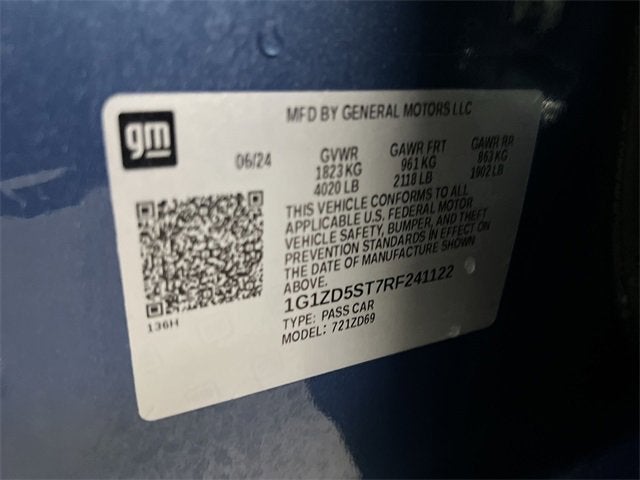 gm
MFD BY GENERAL MOTORS LLC
06/24 GVWR GAWR FRT GAWR RR
1823 KG 961 KG 863 KG
4020 LB 2118 LB 1902 LB
THIS VEHICLE CONFORMS TO ALL
APPLICABLE U.S. FEDERAL MOTOR
VEHICLE SAFETY, BUMPER, AND THEFT
PREVENTION STANDARDS IN EFFECT ON
THE DATE OF MANUFACTURE SHOWN
ABOVE.
1G1ZD5ST7RF241122
TYPE: PASS CAR
MODEL: 721ZD69
136H